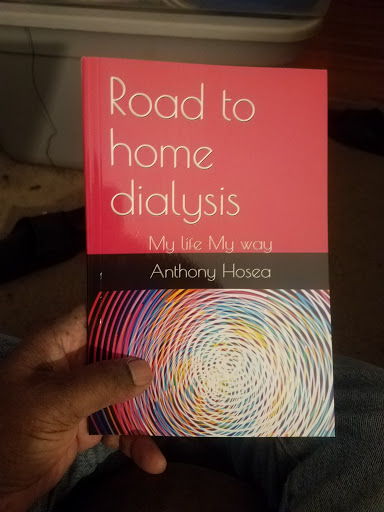 Road to
home
dialysis
My life My way
Anthony Hosea